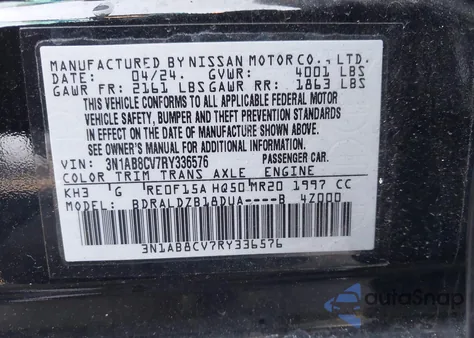 MANUFACTURED BY NISSAN MOTOR CO., LTD.
DATE: 04/24. GVWR: 4001 LBS
GAWR FR: 2161 LBS GAWR RR: 1863 LBS
THIS VEHICLE CONFORMS TO ALL APPLICABLE FEDERAL MOTOR
VEHICLE SAFETY, BUMPER AND THEFT PREVENTION STANDARDS IN
EFFECT ON THE DATE OF MANUFACTURE SHOWN ABOVE.
SEE OWNER'S MANUAL FOR ADDITIONAL INFORMATION.
VIN: 3N1AB8CV7RY336576 PASSENGER CAR
COLOR TRIM TRANS AXLE ENGINE
KH3 G RE0F15A HQ50 MR20 1997 CC
MODEL: BDRALDZB18DUA----B 4Z000
3N1AB8CV7RY336576
autoSnap